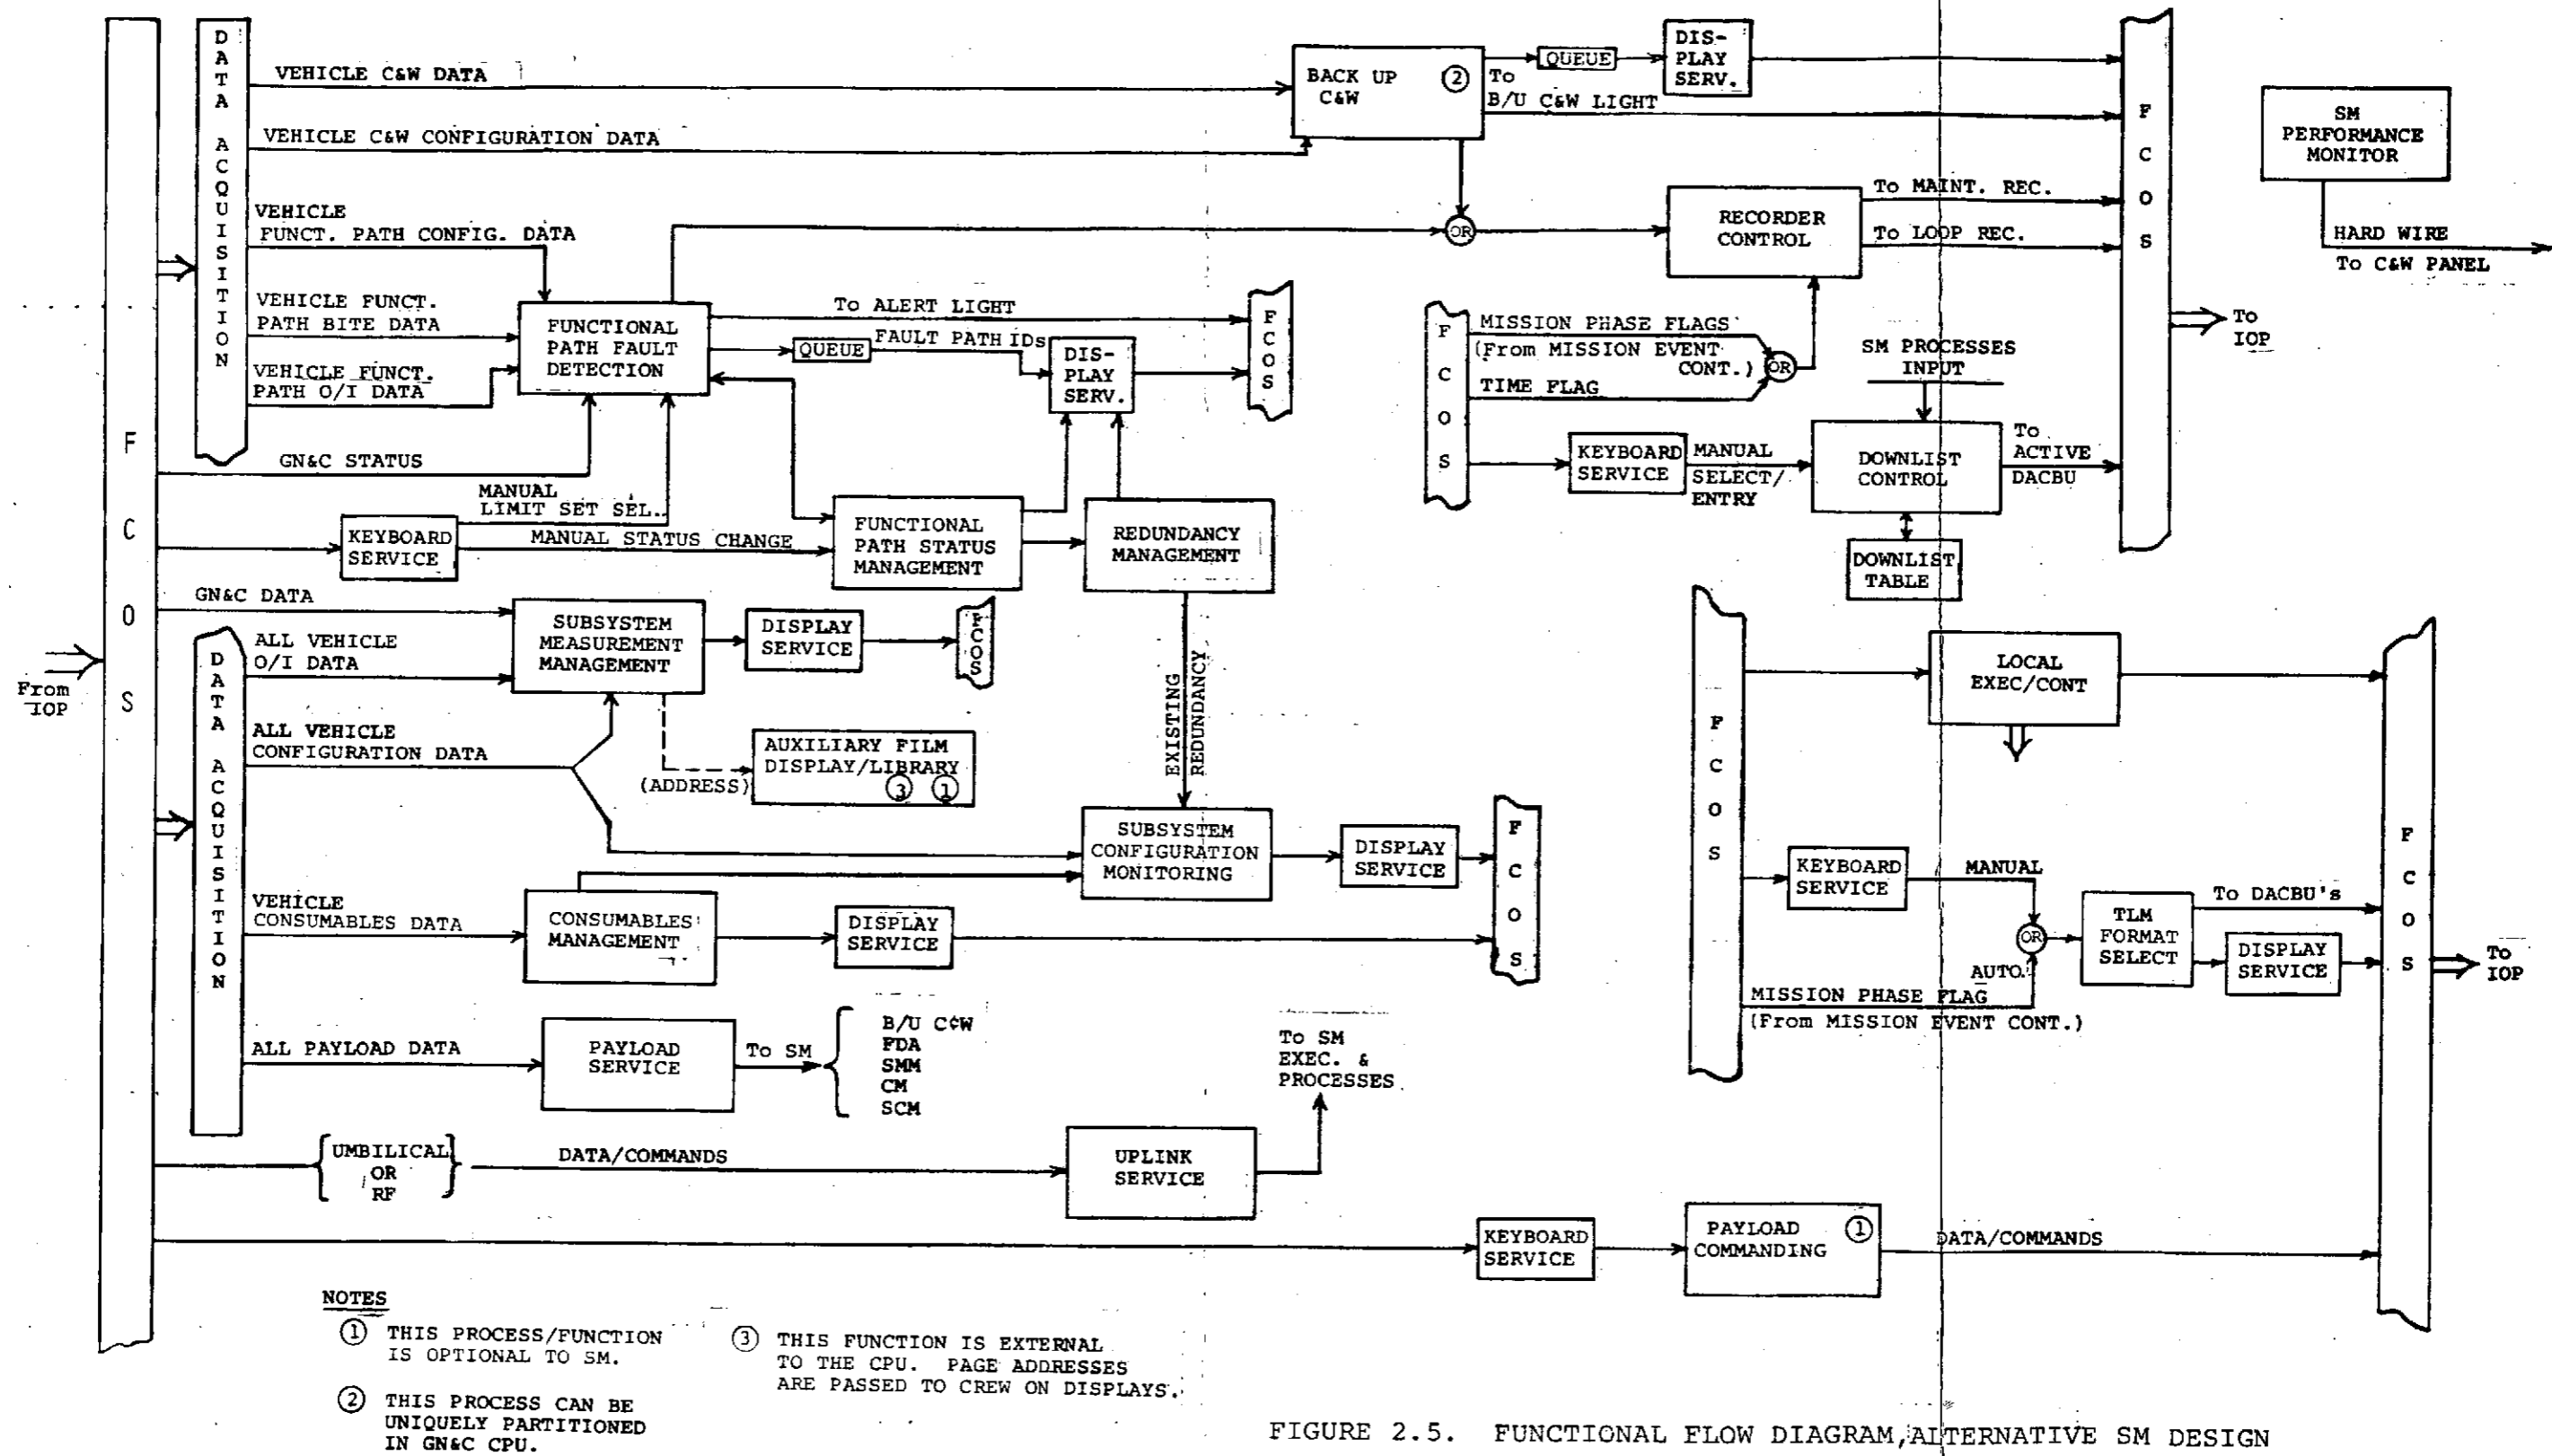 DATA ACQUISITION
VEHICLE C&W DATA
VEHICLE C&W CONFIGURATION DATA
VEHICLE
FUNCT. PATH CONFIG. DATA
VEHICLE FUNCT.
PATH BITE DATA
VEHICLE FUNCT.
PATH O/I DATA
GN&C STATUS
MANUAL
LIMIT SET SEL.
KEYBOARD
SERVICE
MANUAL STATUS CHANGE
FUNCTIONAL
PATH FAULT
DETECTION
To ALERT LIGHT
QUEUE
FAULT PATH IDs
DIS-
PLAY
SERV.
FCOS
FUNCTIONAL
PATH STATUS
MANAGEMENT
REDUNDANCY
MANAGEMENT
EXISTING
REDUNDANCY
BACK UP
C&W
2
QUEUE
DIS-
PLAY
SERV.
To
B/U C&W LIGHT
OR
RECORDER
CONTROL
To MAINT. REC.
To LOOP REC.
FCOS
MISSION PHASE FLAGS
(From MISSION EVENT
CONT.)
OR
TIME FLAG
SM PROCESSES
INPUT
KEYBOARD
SERVICE
MANUAL
SELECT/
ENTRY
DOWNLIST
CONTROL
To
ACTIVE
DACBU
DOWNLIST
TABLE
FCOS
To
IOP
SM
PERFORMANCE
MONITOR
HARD WIRE
To C&W PANEL
FCOS
From
IOP
GN&C DATA
DATA ACQUISITION
ALL VEHICLE
O/I DATA
SUBSYSTEM
MEASUREMENT
MANAGEMENT
DISPLAY
SERVICE
FCOS
ALL VEHICLE
CONFIGURATION DATA
(ADDRESS)
AUXILIARY FILM
DISPLAY/LIBRARY
3 1
SUBSYSTEM
CONFIGURATION
MONITORING
DISPLAY
SERVICE
FCOS
VEHICLE
CONSUMABLES DATA
CONSUMABLES
MANAGEMENT
DISPLAY
SERVICE
ALL PAYLOAD DATA
PAYLOAD
SERVICE
To SM
B/U C&W
FDA
SMM
CM
SCM
UMBILICAL
OR
RF
DATA/COMMANDS
UPLINK
SERVICE
To SM
EXEC. &
PROCESSES
FCOS
LOCAL
EXEC/CONT
KEYBOARD
SERVICE
MANUAL
OR
AUTO.
MISSION PHASE FLAG
(From MISSION EVENT CONT.)
TLM
FORMAT
SELECT
To DACBU's
DISPLAY
SERVICE
FCOS
To
IOP
KEYBOARD
SERVICE
PAYLOAD
COMMANDING
1
DATA/COMMANDS
NOTES
1 THIS PROCESS/FUNCTION
IS OPTIONAL TO SM.
2 THIS PROCESS CAN BE
UNIQUELY PARTITIONED
IN GN&C CPU.
3 THIS FUNCTION IS EXTERNAL
TO THE CPU. PAGE ADDRESSES
ARE PASSED TO CREW ON DISPLAYS.
FIGURE 2.5. FUNCTIONAL FLOW DIAGRAM, ALTERNATIVE SM DESIGN